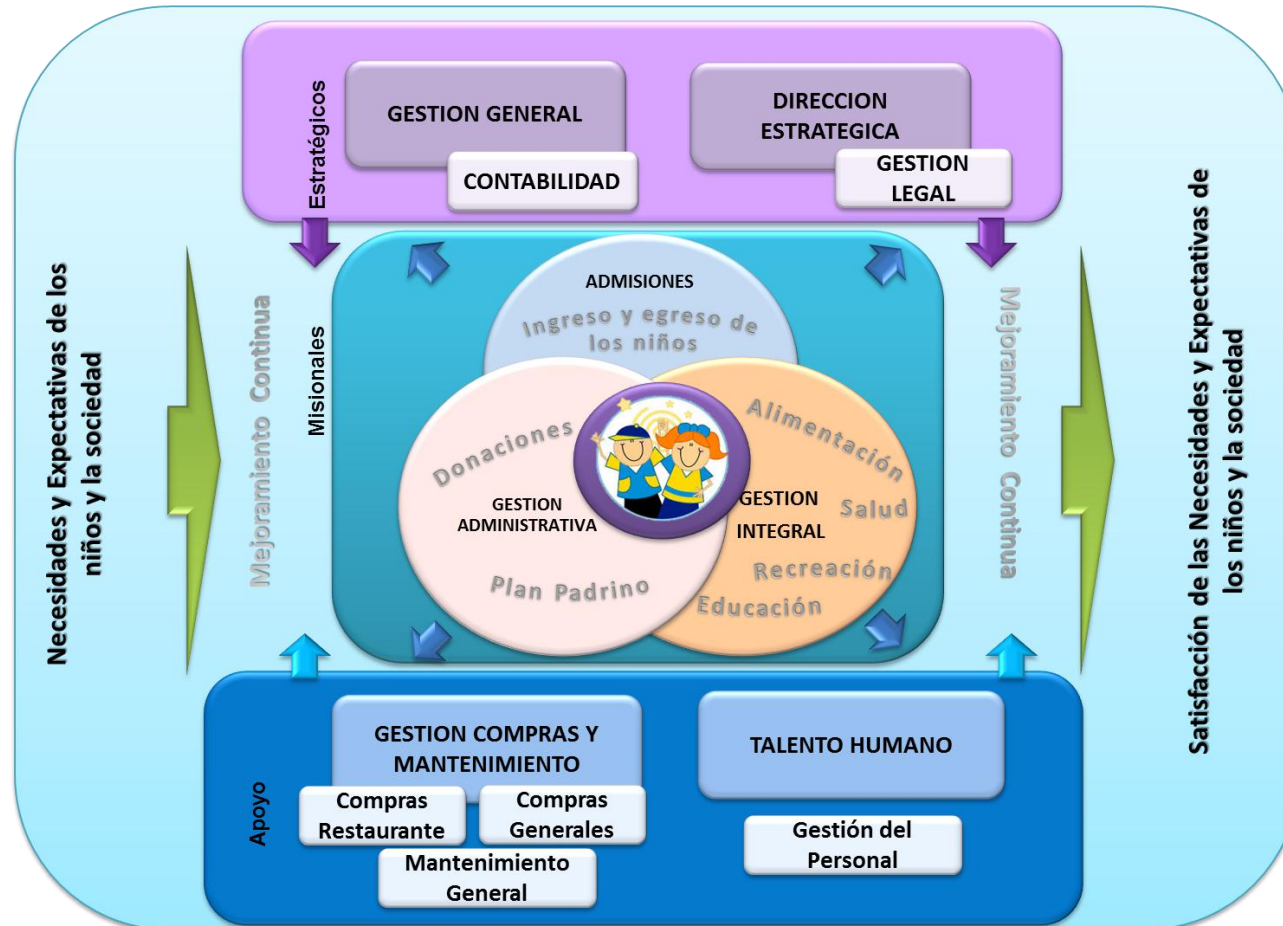 Necesidades y Expectativas de los
niños y la sociedad
Mejoramiento Continua
Estratégicos
GESTION GENERAL
CONTABILIDAD
DIRECCION
ESTRATEGICA
GESTION
LEGAL
Misionales
ADMISIONES
Ingreso y egreso de
los niños
Donaciones
GESTION
ADMINISTRATIVA
Plan Padrino
Alimentación
GESTION
INTEGRAL
Salud
Recreación
Educación
Apoyo
GESTION COMPRAS Y
MANTENIMIENTO
Compras
Restaurante
Compras
Generales
Mantenimiento
General
TALENTO HUMANO
Gestión del
Personal
Mejoramiento Continua
Satisfacción de las Necesidades y Expectativas de
los niños y la sociedad